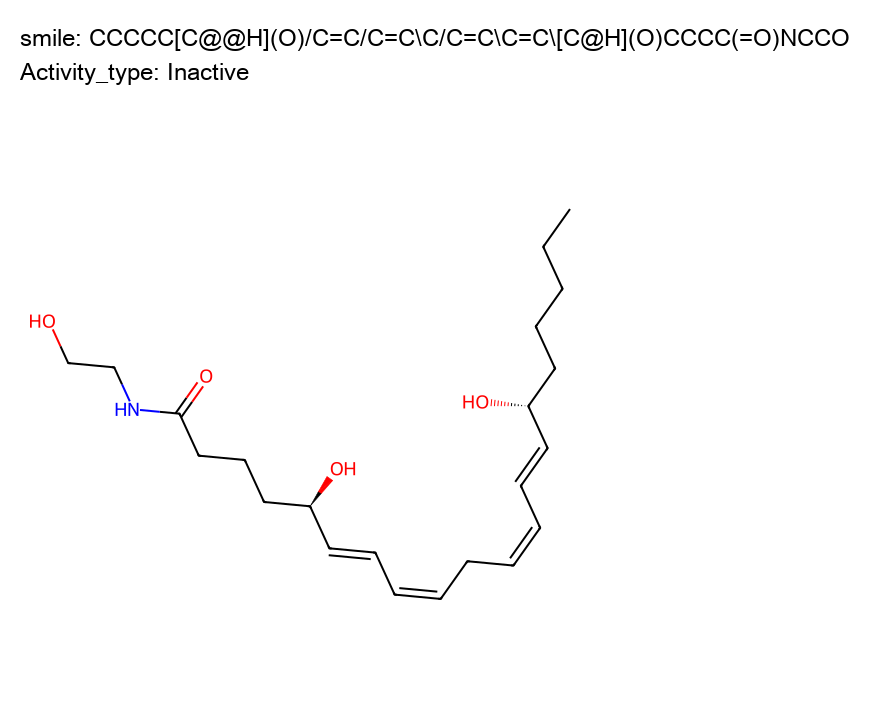 smile: CCCCC[C@@H](O)/C=C/C=C\C/C=C\C=C\[C@H](O)CCCC(=O)NCCO
Activity_type: Inactive
HO
O
HN
HO
OH